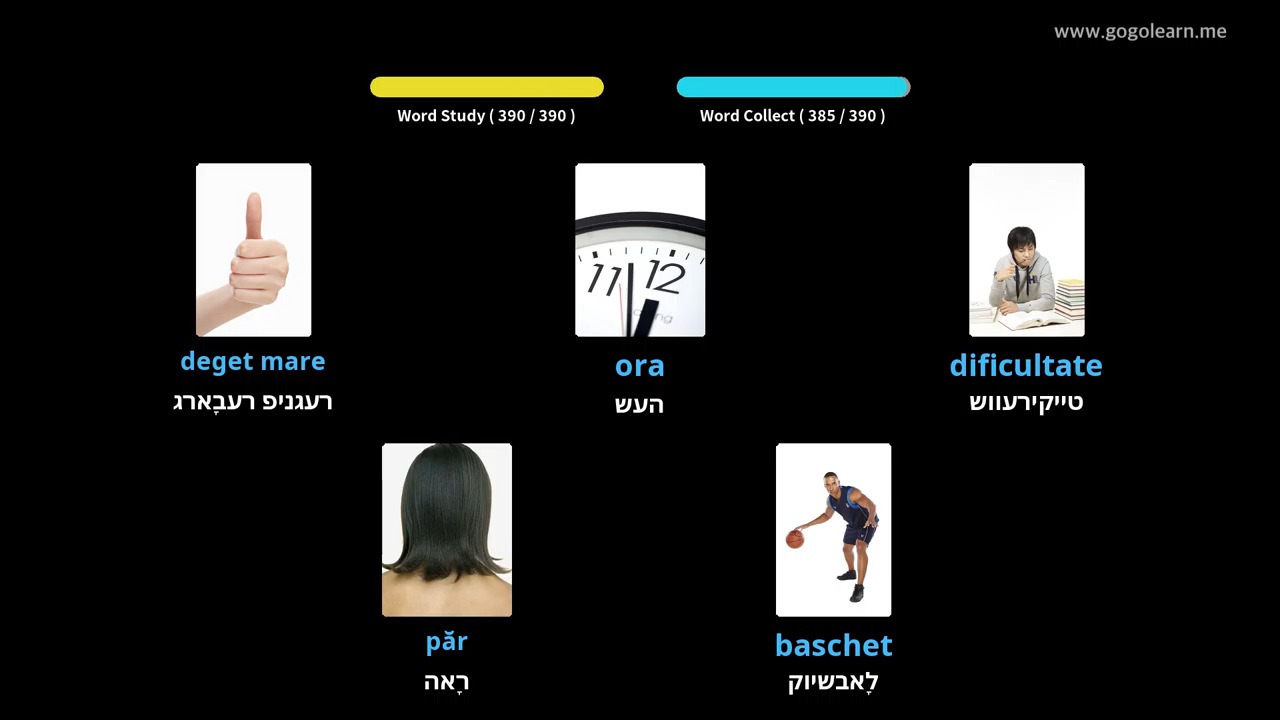 www.gogolearn.me
Word Study ( 390 / 390 )
Word Collect ( 385 / 390 )
deget mare
רעגניפ רעבָארג
ora
העש
dificultate
טייקירעווש
păr
רָאה
baschet
לָאבשיוק